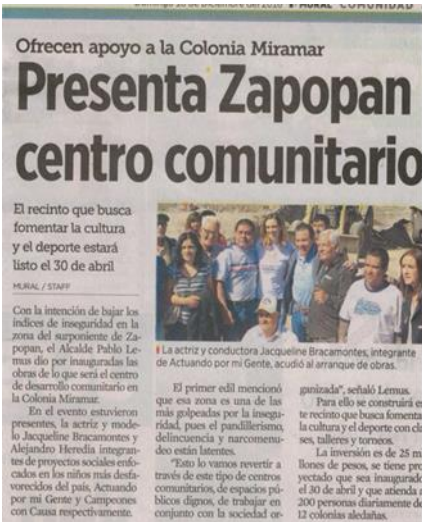 MURAL COMUNIDAD
Ofrecen apoyo a la Colonia Miramar
Presenta Zapopan
centro comunitario
El recinto que busca
fomentar la cultura
y el deporte estará
listo el 30 de abril
MURAL / STAFF
Con la intención de bajar los
índices de inseguridad en la
zona del surponiente de Za-
popan, el Alcalde Pablo Le-
mus dio por inauguradas las
obras de lo que será el centro
de desarrollo comunitario en
la Colonia Miramar.
En el evento estuvieron
presentes, la actriz y mode-
lo Jacqueline Bracamontes y
Alejandro Heredia integran-
tes de proyectos sociales enfo-
cados en los niños más desfa-
vorecidos del país, Actuando
por mi Gente y Campeones
con Causa respectivamente.
La actriz y conductora Jacqueline Bracamontes, integrante
de Actuando por mi Gente, acudió al arranque de obras.
El primer edil mencionó
que esa zona es una de las
más golpeadas por la insegu-
ridad, pues el pandillerismo,
delincuencia y narcomenu-
deo están latentes.
"Esto lo vamos revertir a
través de este tipo de centros
comunitarios, de espacios pú-
blicos dignos, de trabajar en
conjunto con la sociedad or-
ganizada", señaló Lemus.
Para ello se construirá es
te recinto que busca fomenta
la cultura y el deporte con cla
ses, talleres y torneos.
La inversión es de 25 m
llones de pesos, se tiene pro
yectado que sea inaugurad
el 30 de abril y que atienda a
200 personas diariamente d
12 colonias aledañas.